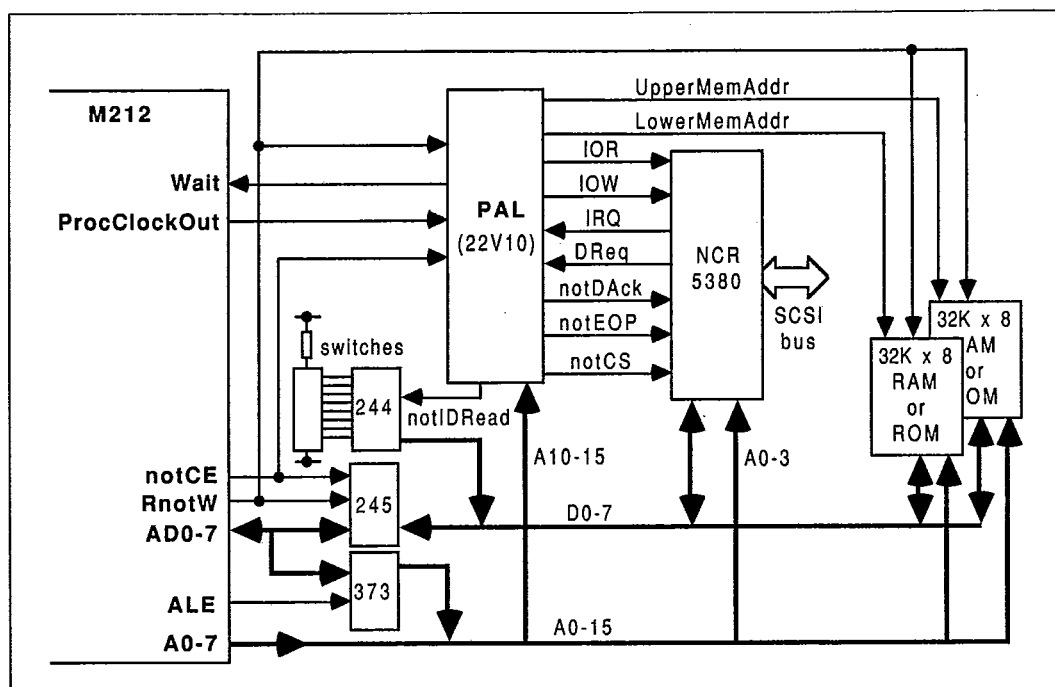 UpperMemAddr
M212
LowerMemAddr
IOR
Wait
IOW
PAL
(22V10)
IRQ
ProcClockOut
DReq
NCR
5380
notDAck
SCSI
bus
notEOP
notCS
switches
244
notIDRead
A10-15
A0-3
32K x 8
AM
or
OM
32K x 8
RAM
or
ROM
notCE
RnotW
245
AD0-7
D0-7
373
ALE
A0-7
A0-15